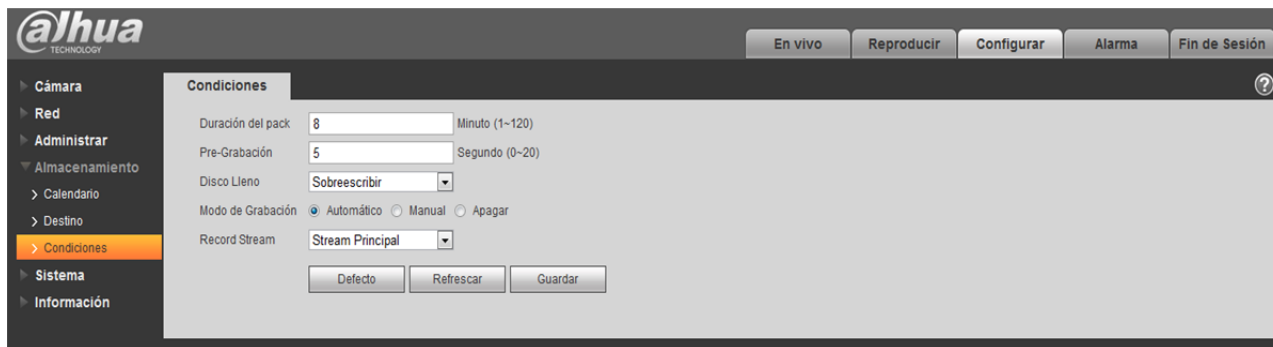 alhua
TECHNOLOGY
En vivo
Reproducir
Configurar
Alarma
Fin de Sesión
Cámara
Red
Administrar
Almacenamiento
Calendario
Destino
Condiciones
Sistema
Información
Condiciones
?
Duración del pack 8 Minuto (1~120)
Pre-Grabación 5 Segundo (0~20)
Disco Lleno Sobreescribir
Modo de Grabación Automático Manual Apagar
Record Stream Stream Principal
Defecto Refrescar Guardar